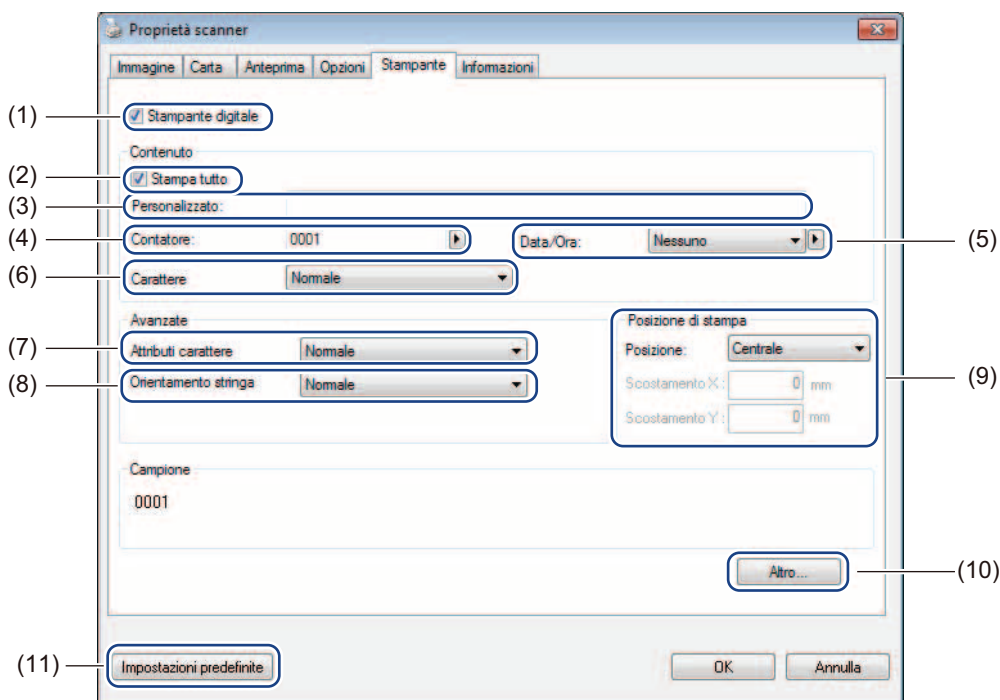 Proprietà scanner
Immagine Carta Anteprima Opzioni Stampante Informazioni
(1) Stampante digitale
Contenuto
(2) Stampa tutto
(3) Personalizzato:
(4) Contatore: 0001 Data/Ora: Nessuno (5)
(6) Carattere Normale
Avanzate Posizione di stampa
(7) Attributi carattere Normale Posizione: Centrale
(8) Orientamento stringa Normale Scostamento X: 0 mm (9)
Scostamento Y: 0 mm
Campione
0001
Altro... (10)
(11) Impostazioni predefinite OK Annulla